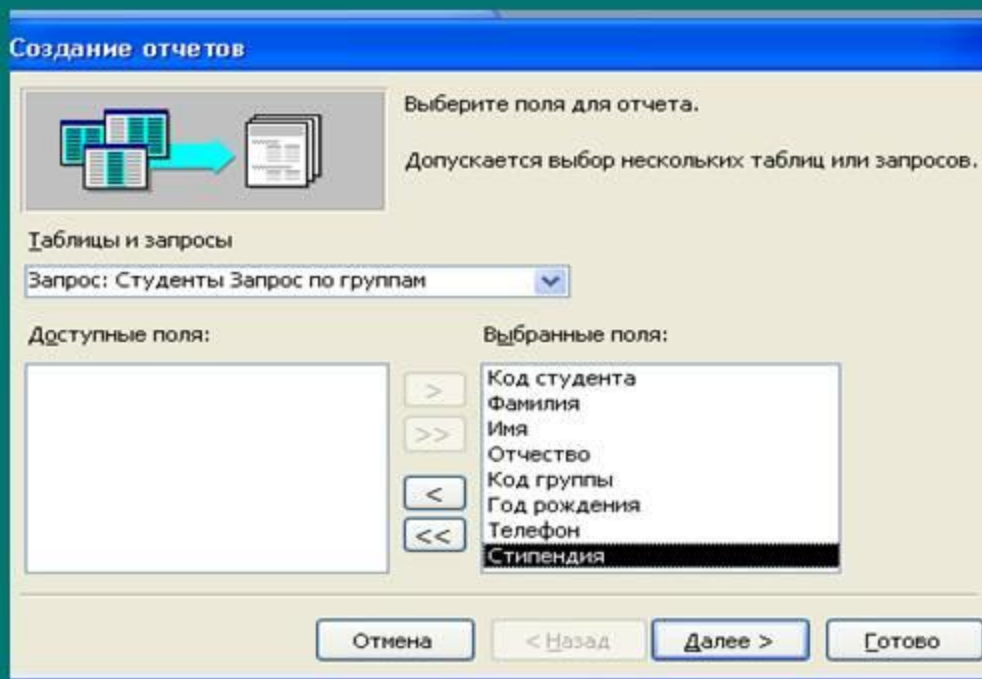 Создание отчетов
Выберите поля для отчета.
Допускается выбор нескольких таблиц или запросов.
Таблицы и запросы
Запрос: Студенты Запрос по группам
Доступные поля:
Выбранные поля:
>
>>
<
<<
Код студента
Фамилия
Имя
Отчество
Код группы
Год рождения
Телефон
Стипендия
Отмена
< Назад
Далее >
Готово